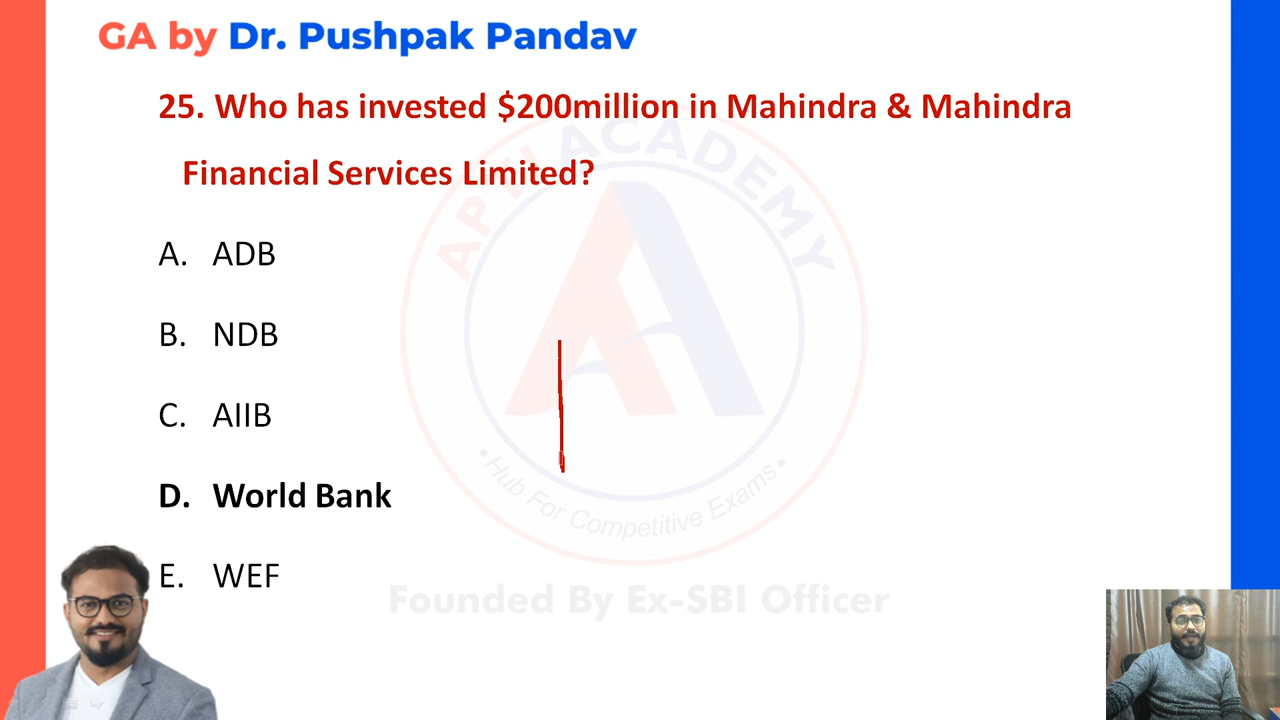 GA by Dr. Pushpak Pandav
25. Who has invested $200million in Mahindra & Mahindra
Financial Services Limited?
A. ADB
B. NDB
C. AIIB
D. World Bank
E. WEF
APTI ACADEMY
Hub For Competitive Exams
Founded By Ex-SBI Officer